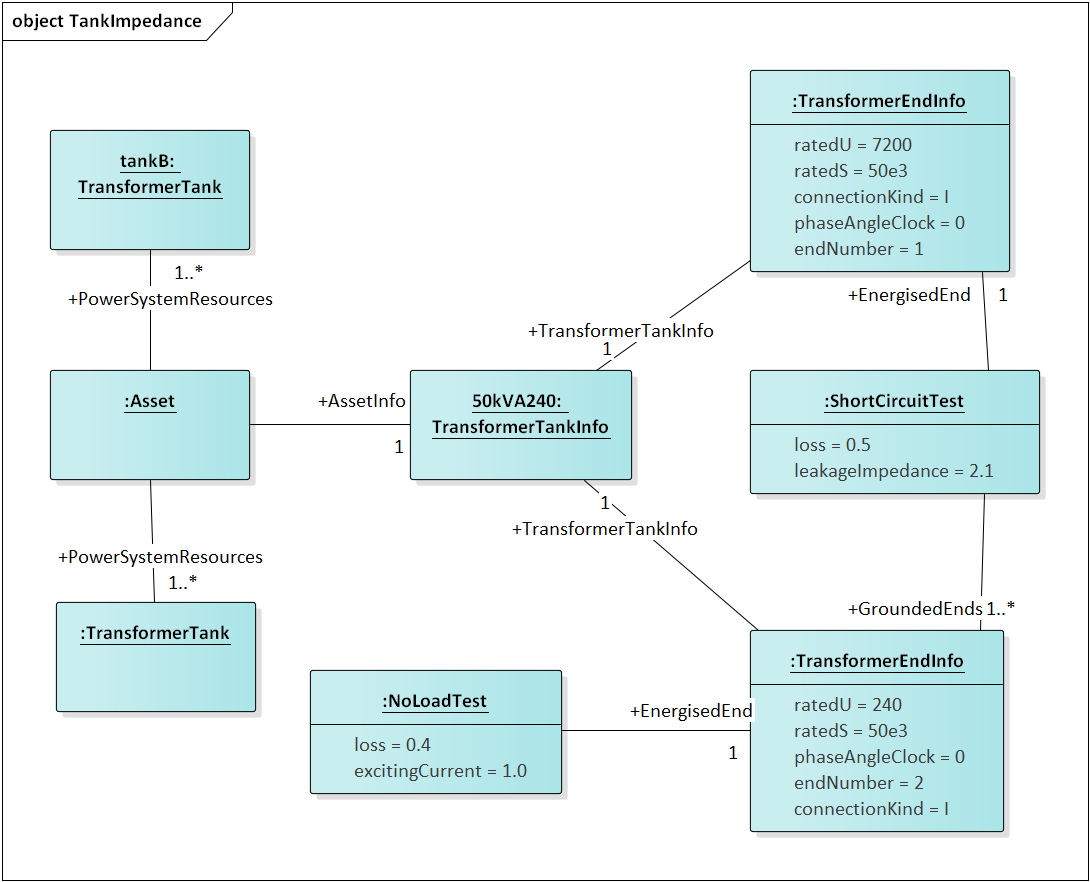 object TankImpedance
:TransformerEndInfo
ratedU = 7200
ratedS = 50e3
connectionKind = I
phaseAngleClock = 0
endNumber = 1
tankB:
TransformerTank
1..*
+PowerSystemResources
+EnergisedEnd 1
+TransformerTankInfo
1
:Asset
+AssetInfo
1
50kVA240:
TransformerTankInfo
:ShortCircuitTest
loss = 0.5
leakageImpedance = 2.1
1
+TransformerTankInfo
+PowerSystemResources
1..*
+GroundedEnds 1..*
:TransformerTank
:TransformerEndInfo
ratedU = 240
ratedS = 50e3
phaseAngleClock = 0
endNumber = 2
connectionKind = I
:NoLoadTest
loss = 0.4
excitingCurrent = 1.0
+EnergisedEnd
1